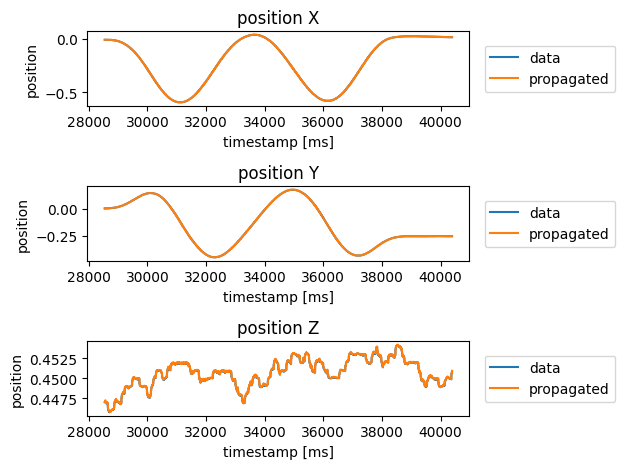 position X
0.0
−0.5
position
28000 30000 32000 34000 36000 38000 40000
timestamp [ms]
data
propagated
position Y
0.00
−0.25
position
28000 30000 32000 34000 36000 38000 40000
timestamp [ms]
data
propagated
position Z
0.4525
0.4500
0.4475
position
28000 30000 32000 34000 36000 38000 40000
timestamp [ms]
data
propagated